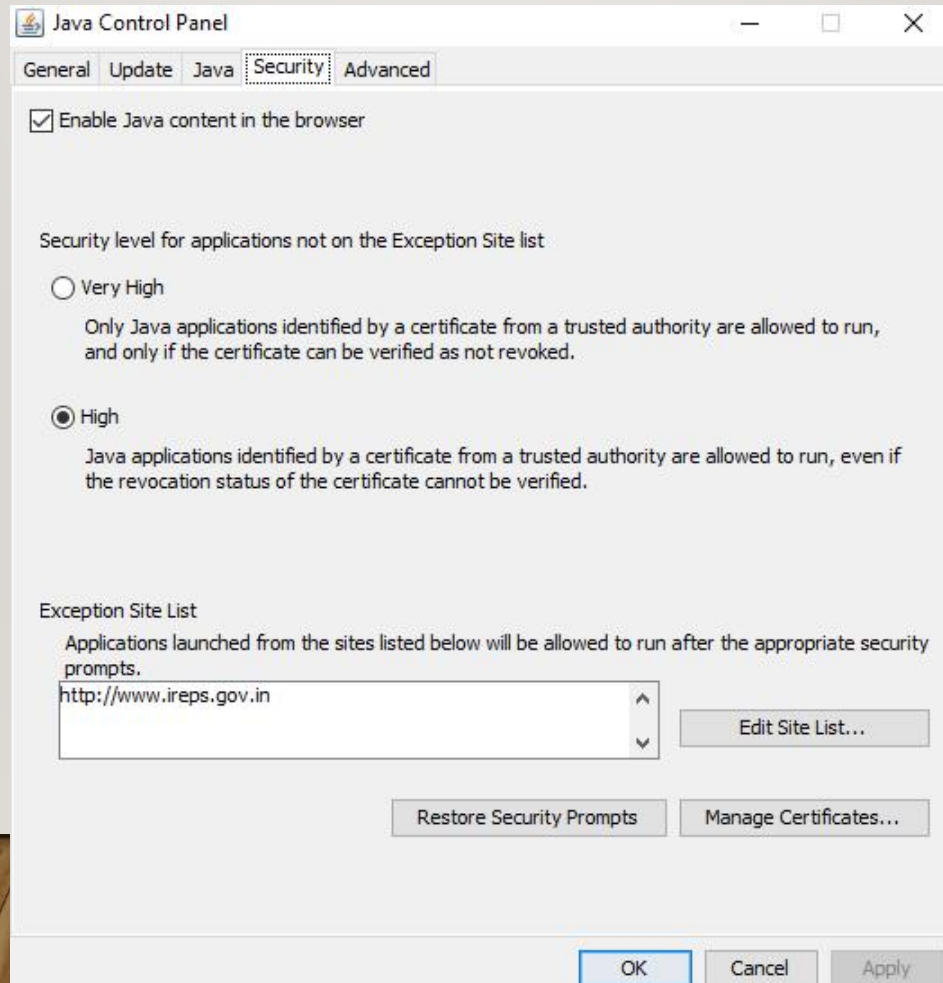 Java Control Panel
General Update Java Security Advanced
Enable Java content in the browser
Security level for applications not on the Exception Site list
Very High
Only Java applications identified by a certificate from a trusted authority are allowed to run,
and only if the certificate can be verified as not revoked.
High
Java applications identified by a certificate from a trusted authority are allowed to run, even if
the revocation status of the certificate cannot be verified.
Exception Site List
Applications launched from the sites listed below will be allowed to run after the appropriate security
prompts.
http://www.ireps.gov.in
Edit Site List...
Restore Security Prompts Manage Certificates...
OK Cancel Apply